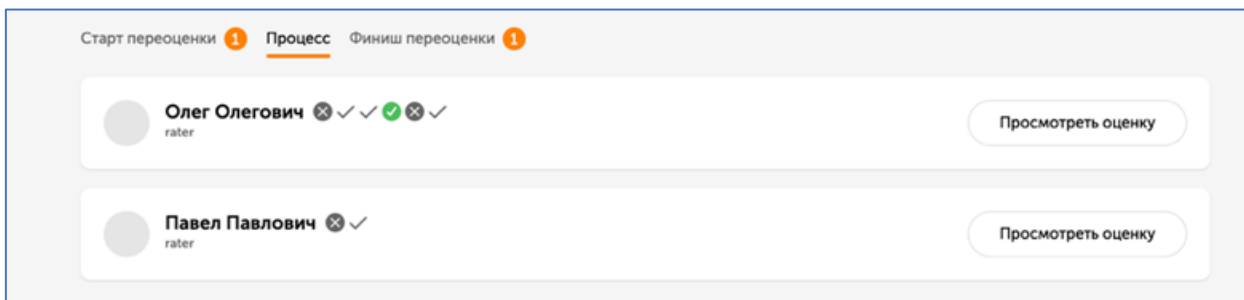 Старт переоценки 1 Процесс Финиш переоценки 1
Олег Олегович
rater
Просмотреть оценку
Павел Павлович
rater
Просмотреть оценку